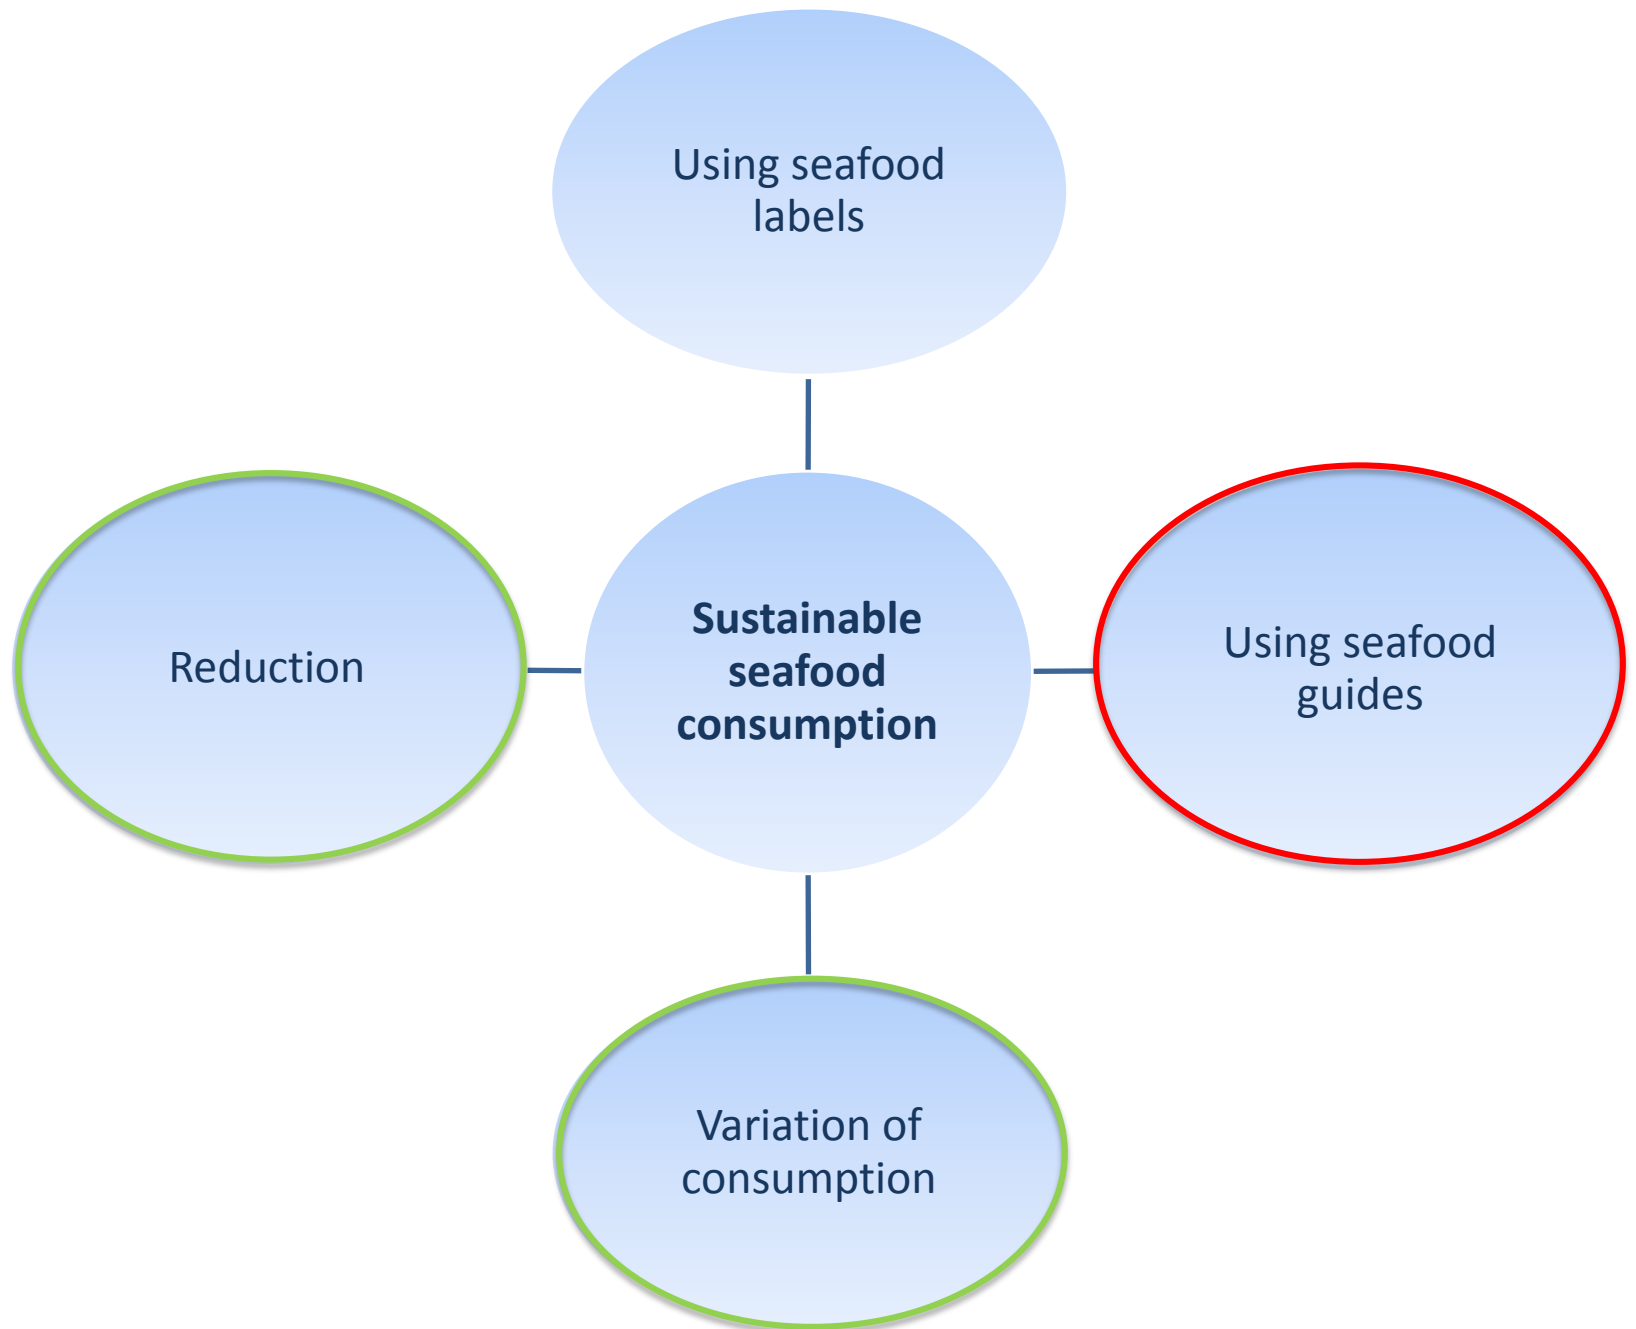 Using seafood
labels
Reduction
Sustainable
seafood
consumption
Using seafood
guides
Variation of
consumption